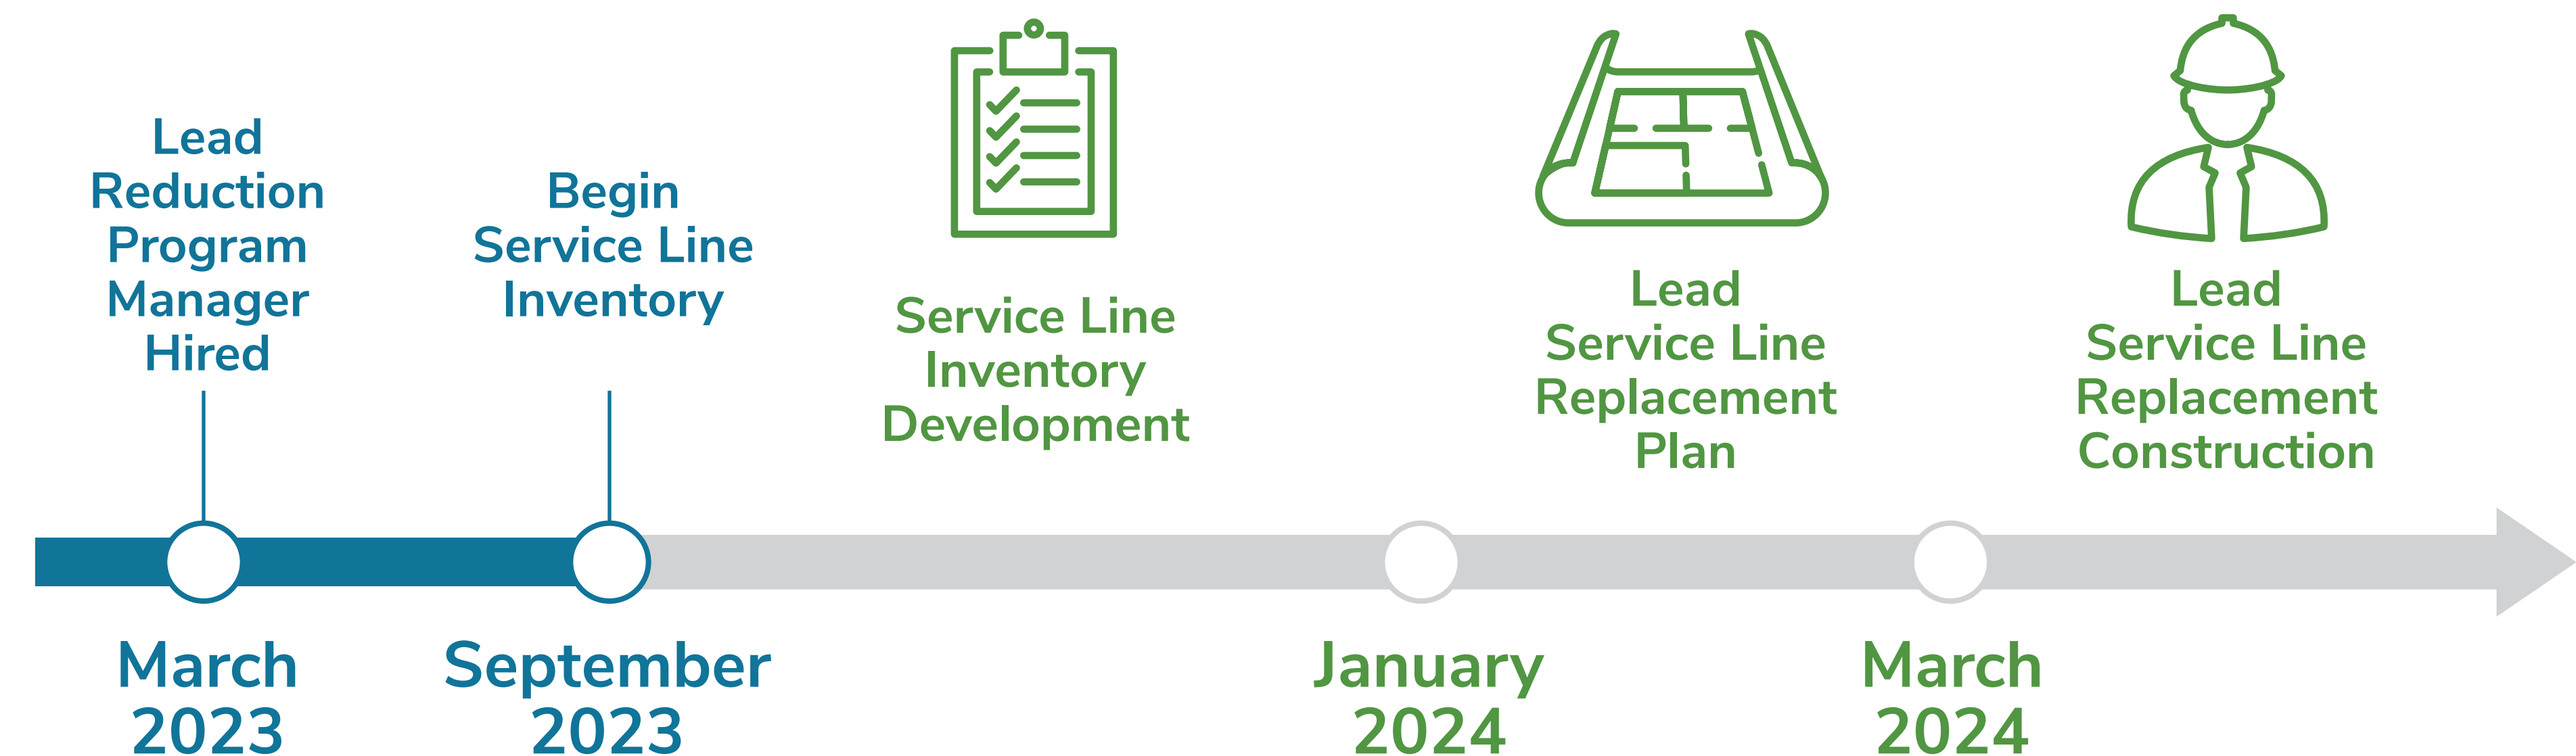 Lead
Reduction
Program
Manager
Hired
Begin
Service Line
Inventory
Service Line
Inventory
Development
Lead
Service Line
Replacement
Plan
Lead
Service Line
Replacement
Construction
March
2023
September
2023
January
2024
March
2024